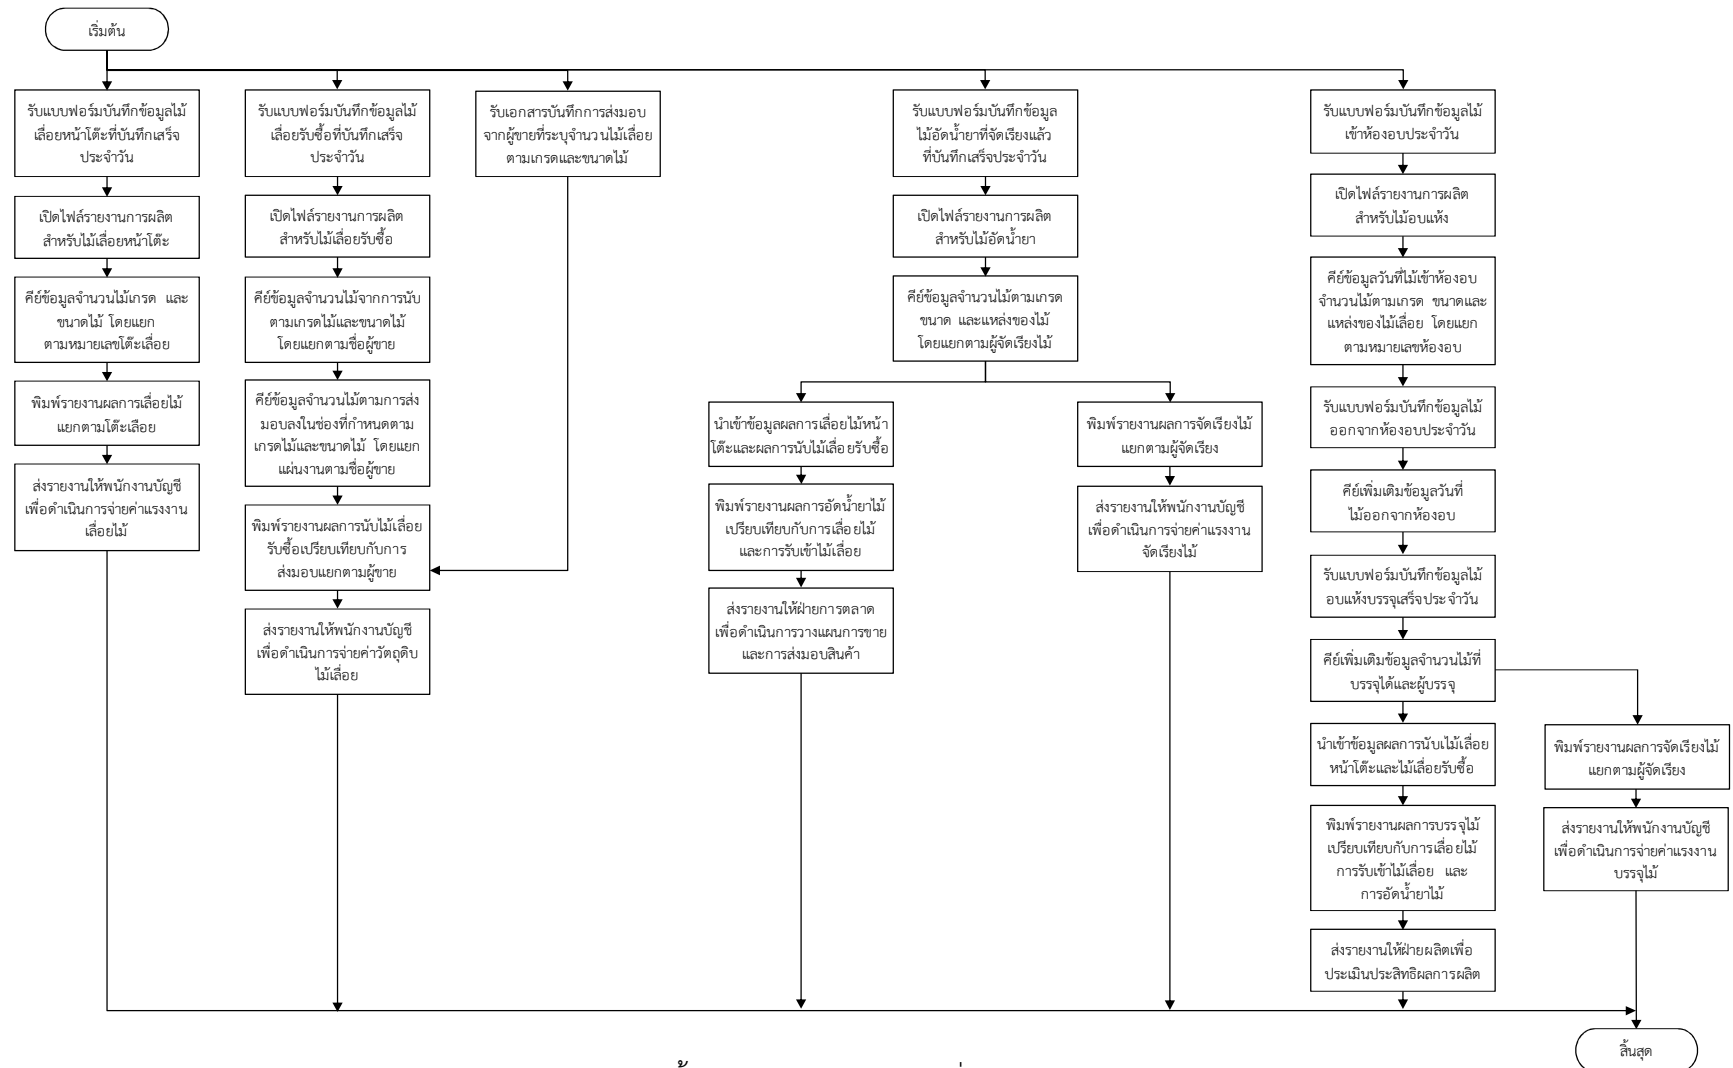 เริ่มต้น
รับแบบฟอร์มบันทึกข้อมูลไม้
เลื่อยหน้าโต๊ะที่บันทึกเสร็จ
ประจำวัน
เปิดไฟล์รายงานการผลิต
สำหรับไม้เลื่อยหน้าโต๊ะ
คีย์ข้อมูลจำนวนไม้เกรด และ
ขนาดไม้ โดยแยก
ตามหมายเลขโต๊ะเลื่อย
พิมพ์รายงานผลการเลื่อยไม้
แยกตามโต๊ะเลื่อย
ส่งรายงานให้พนักงานบัญชี
เพื่อดำเนินการจ่ายค่าแรงงาน
เลื่อยไม้
รับแบบฟอร์มบันทึกข้อมูลไม้
เลื่อยรับซื้อที่บันทึกเสร็จ
ประจำวัน
เปิดไฟล์รายงานการผลิต
สำหรับไม้เลื่อยรับซื้อ
คีย์ข้อมูลจำนวนไม้จากการนับ
ตามเกรดไม้และขนาดไม้
โดยแยกตามชื่อผู้ขาย
คีย์ข้อมูลจำนวนไม้ตามการส่ง
มอบลงในช่องที่กำหนดตาม
เกรดไม้และขนาดไม้ โดยแยก
แผ่นงานตามชื่อผู้ขาย
พิมพ์รายงานผลการนับไม้เลื่อย
รับซื้อเปรียบเทียบกับการ
ส่งมอบแยกตามผู้ขาย
ส่งรายงานให้พนักงานบัญชี
เพื่อดำเนินการจ่ายค่าวัตถุดิบ
ไม้เลื่อย
รับเอกสารบันทึกการส่งมอบ
จากผู้ขายที่ระบุจำนวนไม้เลื่อย
ตามเกรดและขนาดไม้
รับแบบฟอร์มบันทึกข้อมูล
ไม้อัดน้ำยาที่จัดเรียงแล้ว
ที่บันทึกเสร็จประจำวัน
เปิดไฟล์รายงานการผลิต
สำหรับไม้อัดน้ำยา
คีย์ข้อมูลจำนวนไม้ตามเกรด
ขนาด และแหล่งของไม้
โดยแยกตามผู้จัดเรียงไม้
นำเข้าข้อมูลผลการเลื่อยไม้หน้า
โต๊ะและผลการนับไม้เลื่อยรับซื้อ
พิมพ์รายงานผลการอัดน้ำยาไม้
เปรียบเทียบกับการเลื่อยไม้
และการรับเข้าไม้เลื่อย
ส่งรายงานให้ฝ่ายการตลาด
เพื่อดำเนินการวางแผนการขาย
และการส่งมอบสินค้า
พิมพ์รายงานผลการจัดเรียงไม้
แยกตามผู้จัดเรียง
ส่งรายงานให้พนักงานบัญชี
เพื่อดำเนินการจ่ายค่าแรงงาน
จัดเรียงไม้
รับแบบฟอร์มบันทึกข้อมูลไม้
เข้าห้องอบประจำวัน
เปิดไฟล์รายงานการผลิต
สำหรับไม้อบแห้ง
คีย์ข้อมูลวันที่ไม้เข้าห้องอบ
จำนวนไม้ตามเกรด ขนาดและ
แหล่งของไม้เลื่อย โดยแยก
ตามหมายเลขห้องอบ
รับแบบฟอร์มบันทึกข้อมูลไม้
ออกจากห้องอบประจำวัน
คีย์เพิ่มเติมข้อมูลวันที่
ไม้ออกจากห้องอบ
รับแบบฟอร์มบันทึกข้อมูลไม้
อบแห้งบรรจุเสร็จประจำวัน
คีย์เพิ่มเติมข้อมูลจำนวนไม้ที่
บรรจุได้และผู้บรรจุ
นำเข้าข้อมูลผลการนับเไม้เลื่อย
หน้าโต๊ะและไม้เลื่อยรับซื้อ
พิมพ์รายงานผลการบรรจุไม้
เปรียบเทียบกับการเลื่อยไม้
การรับเข้าไม้เลื่อย และ
การอัดน้ำยาไม้
ส่งรายงานให้ฝ่ายผลิตเพื่อ
ประเมินประสิทธิผลการผลิต
พิมพ์รายงานผลการจัดเรียงไม้
แยกตามผู้จัดเรียง
ส่งรายงานให้พนักงานบัญชี
เพื่อดำเนินการจ่ายค่าแรงงาน
บรรจุไม้
สิ้นสุด